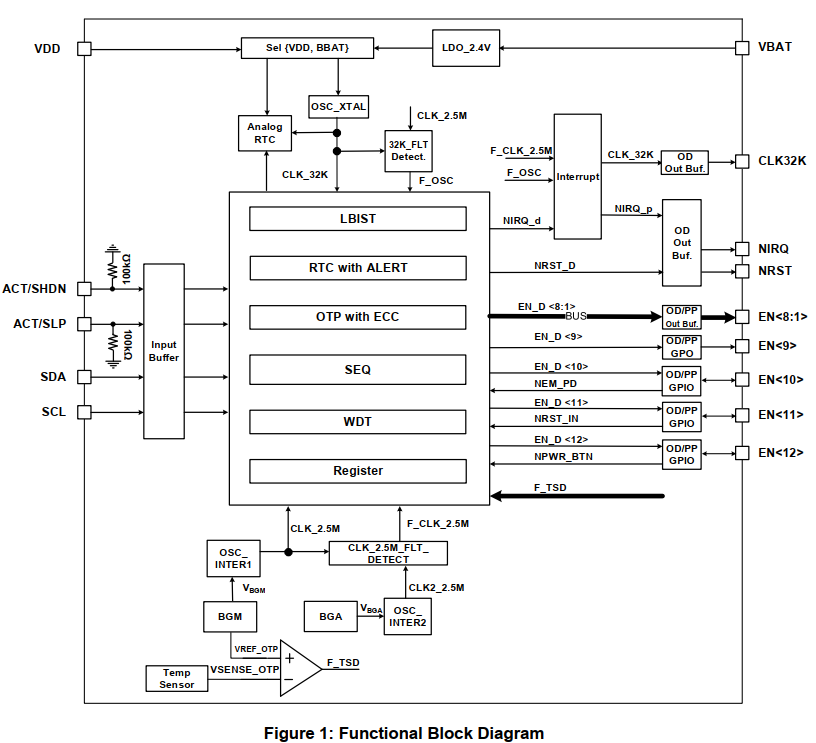 VDD
Sel {VDD, BBAT}
LDO_2.4V
VBAT
OSC_XTAL
CLK_2.5M
Analog
RTC
32K_FLT
Detect.
F_CLK_2.5M
CLK_32K
OD
Out Buf.
CLK32K
F_OSC
Interrupt
CLK_32K
F_OSC
NIRQ_p
LBIST
NIRQ_d
OD
Out
Buf.
NIRQ
RTC with ALERT
NRST_D
NRST
100kΩ
ACT/SHDN
ACT/SLP
100kΩ
SDA
SCL
Input
Buffer
OTP with ECC
EN_D <8:1>
BUS
OD/PP
Out Buf.
EN<8:1>
EN_D <9>
OD/PP
GPO
EN<9>
SEQ
EN_D <10>
NEM_PD
OD/PP
GPIO
EN<10>
WDT
EN_D <11>
NRST_IN
OD/PP
GPIO
EN<11>
EN_D <12>
NPWR_BTN
OD/PP
GPIO
EN<12>
Register
F_TSD
CLK_2.5M
F_CLK_2.5M
OSC_
INTER1
CLK_2.5M_FLT_
DETECT
VBGM
CLK2_2.5M
BGM
BGA
VBGA
OSC_
INTER2
VREF_OTP
Temp
Sensor
VSENSE_OTP
+
−
F_TSD
Figure 1: Functional Block Diagram